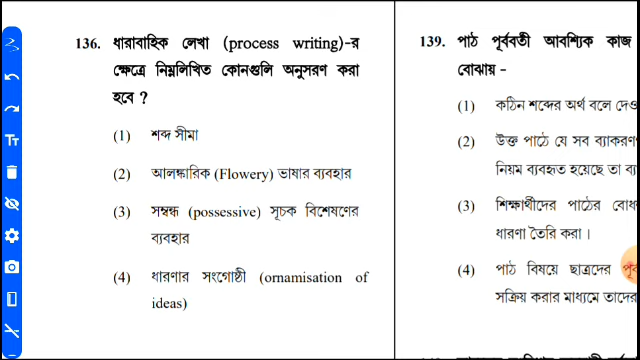 136. ধারাবাহিক লেখা (process writing)-র
ক্ষেত্রে নিম্নলিখিত কোনগুলি অনুসরণ করা
হবে ?
(1) শব্দ সীমা
(2) আলঙ্কারিক (Flowery) ভাষার ব্যবহার
(3) সম্বন্ধ (possessive) সূচক বিশেষণের
ব্যবহার
(4) ধারণার সংগোষ্ঠী (ornamisation of
ideas)
139. পাঠ পূর্ববর্তী আবশ্যিক কাজ
বোঝায় -
(1) কঠিন শব্দের অর্থ বলে
(2) উক্ত পাঠে যে সব
নিয়ম ব্যবহৃত হয়েছে তা
(3) শিক্ষার্থীদের পাঠের
ধারণা তৈরি করা।
(4) পাঠ বিষয়ে ছাত্রদের
সক্রিয় করার মাধ্যমে তাদের